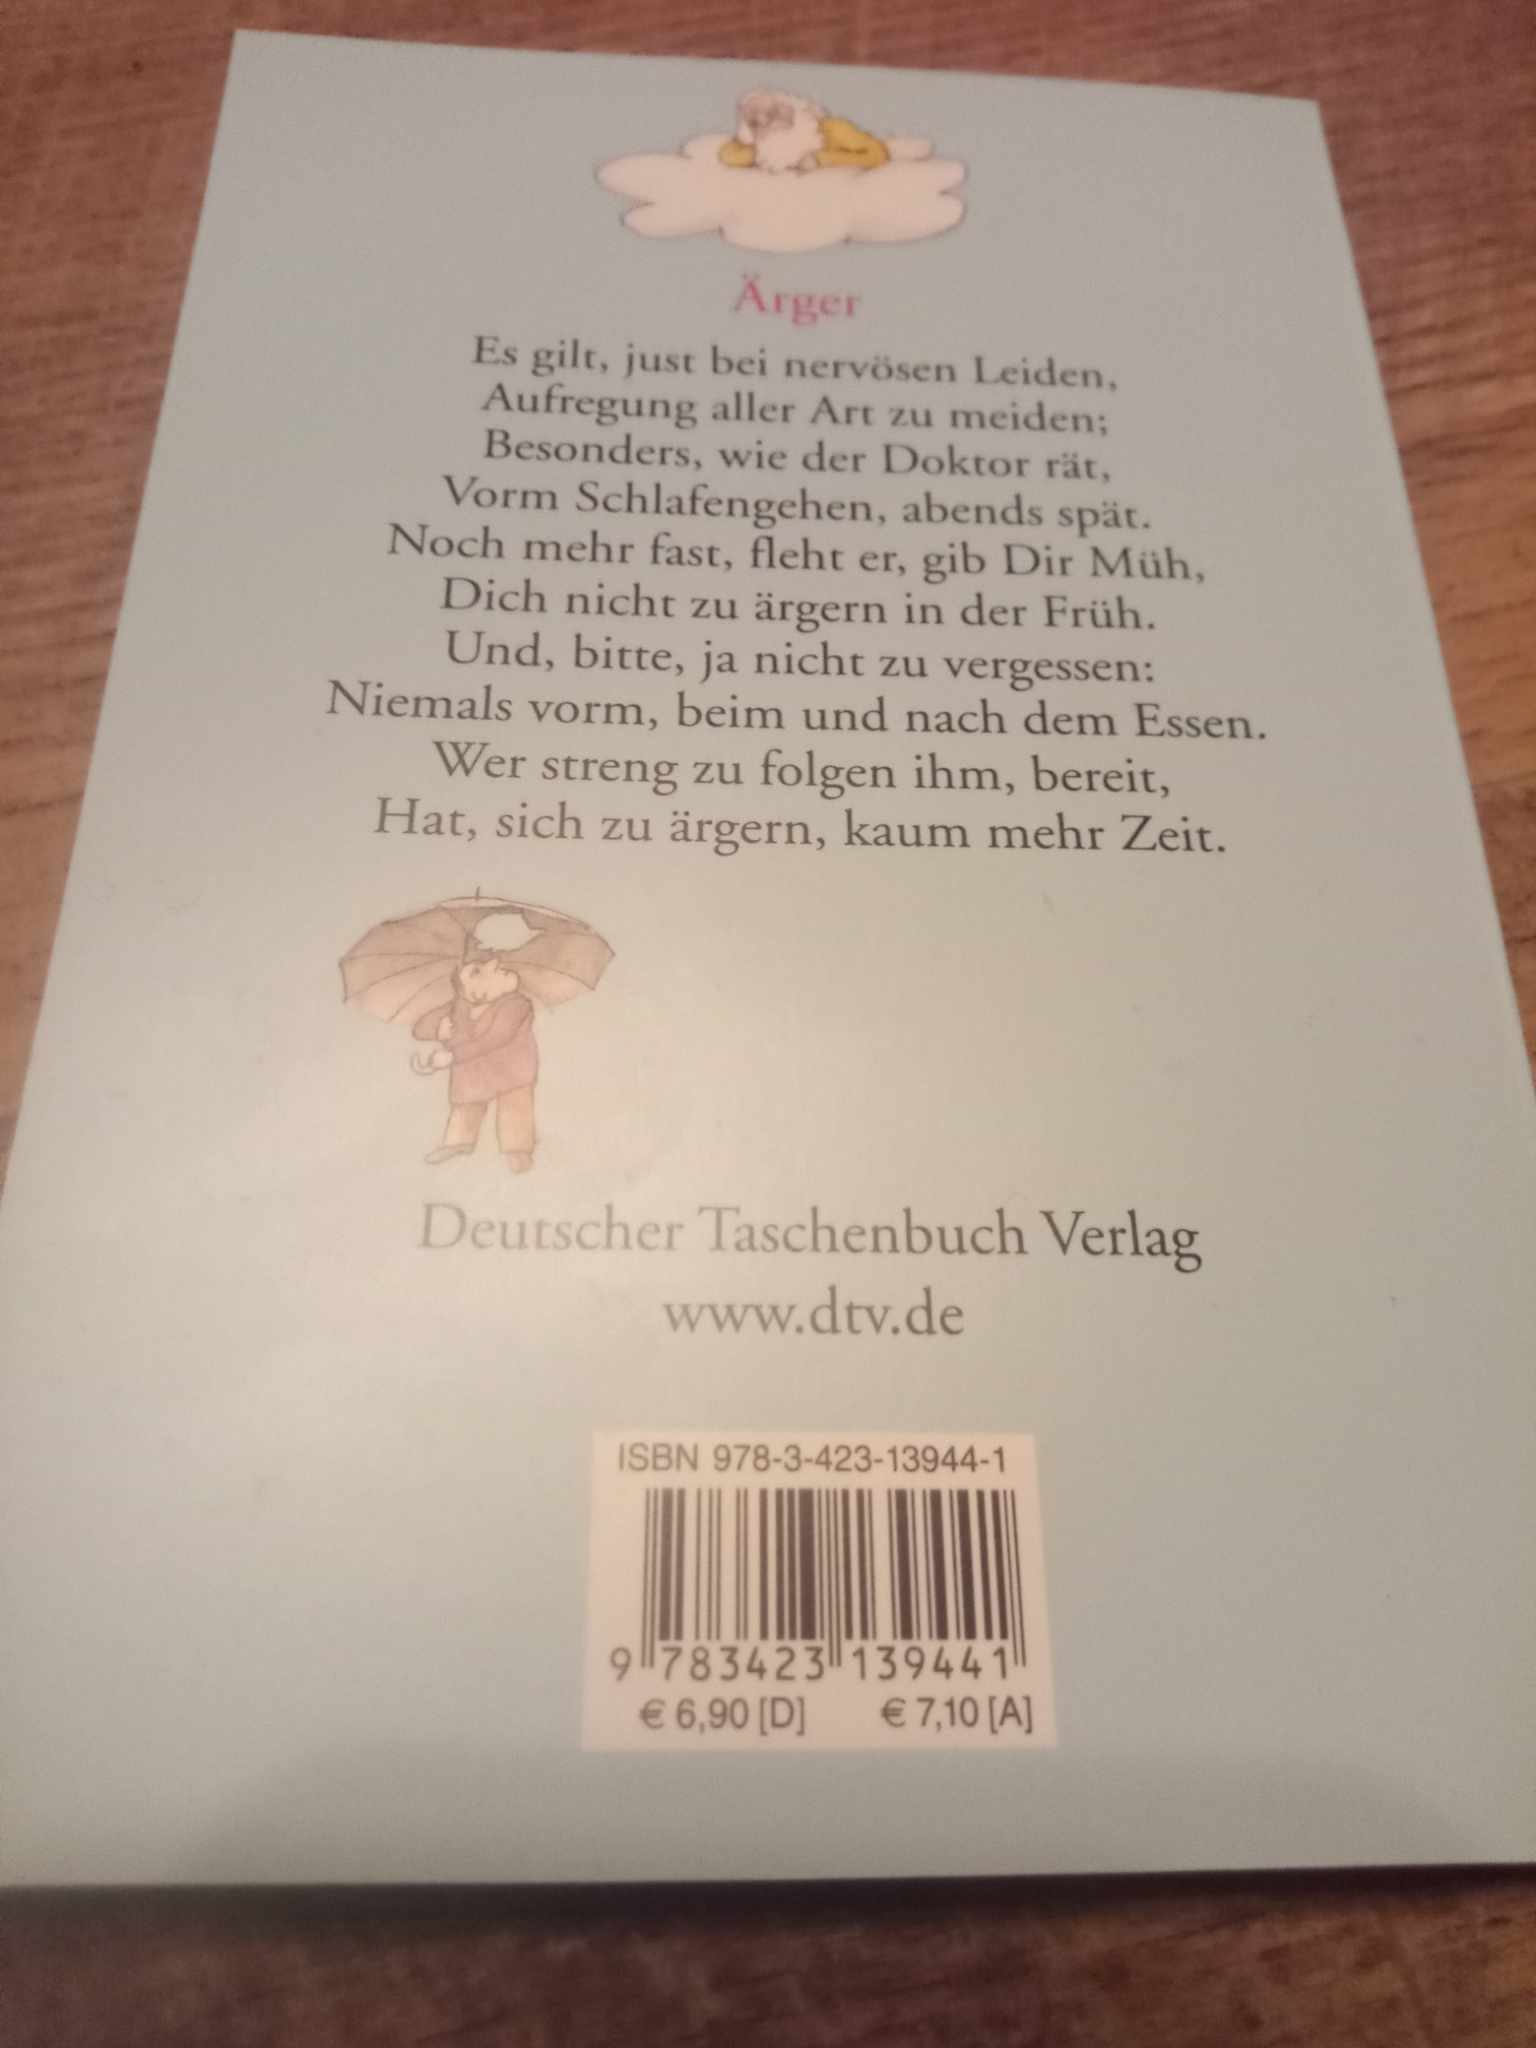 Ärger
Es gilt, just bei nervösen Leiden,
Aufregung aller Art zu meiden;
Besonders, wie der Doktor rät,
Vorm Schlafengehen, abends spät.
Noch mehr fast, fleht er, gib Dir Müh,
Dich nicht zu ärgern in der Früh.
Und, bitte, ja nicht zu vergessen:
Niemals vorm, beim und nach dem Essen.
Wer streng zu folgen ihm, bereit,
Hat, sich zu ärgern, kaum mehr Zeit.
Deutscher Taschenbuch Verlag
www.dtv.de
ISBN 978-3-423-13944-1
9 783423 139441
€ 6,90 [D] € 7,10 [A]